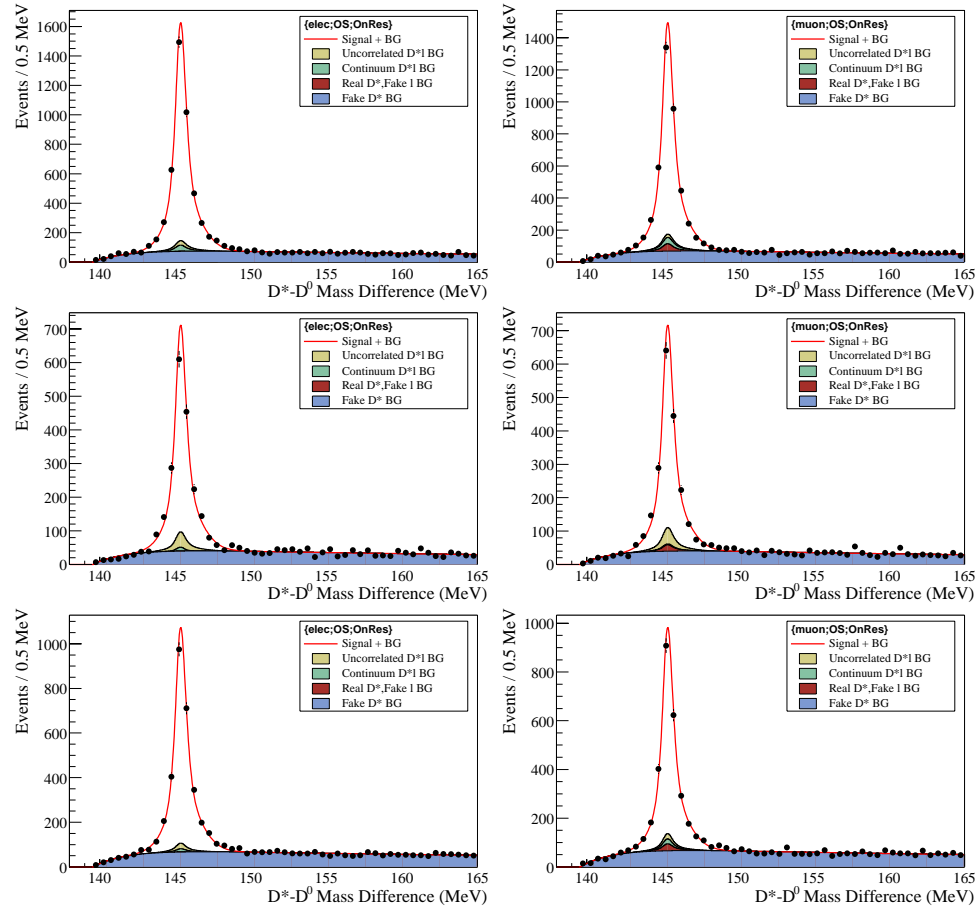 Events / 0.5 MeV
1600
1400
1200
1000
800
600
400
200
0
140 145 150 155 160 165
D*-D⁰ Mass Difference (MeV)
{elec;OS;OnRes}
Signal + BG
Uncorrelated D*l BG
Continuum D*l BG
Real D*,Fake l BG
Fake D* BG
Events / 0.5 MeV
1400
1200
1000
800
600
400
200
0
140 145 150 155 160 165
D*-D⁰ Mass Difference (MeV)
{muon;OS;OnRes}
Signal + BG
Uncorrelated D*l BG
Continuum D*l BG
Real D*,Fake l BG
Fake D* BG
Events / 0.5 MeV
700
600
500
400
300
200
100
0
140 145 150 155 160 165
D*-D⁰ Mass Difference (MeV)
{elec;OS;OnRes}
Signal + BG
Uncorrelated D*l BG
Continuum D*l BG
Real D*,Fake l BG
Fake D* BG
Events / 0.5 MeV
700
600
500
400
300
200
100
0
140 145 150 155 160 165
D*-D⁰ Mass Difference (MeV)
{muon;OS;OnRes}
Signal + BG
Uncorrelated D*l BG
Continuum D*l BG
Real D*,Fake l BG
Fake D* BG
Events / 0.5 MeV
1000
800
600
400
200
0
140 145 150 155 160 165
D*-D⁰ Mass Difference (MeV)
{elec;OS;OnRes}
Signal + BG
Uncorrelated D*l BG
Continuum D*l BG
Real D*,Fake l BG
Fake D* BG
Events / 0.5 MeV
1000
800
600
400
200
0
140 145 150 155 160 165
D*-D⁰ Mass Difference (MeV)
{muon;OS;OnRes}
Signal + BG
Uncorrelated D*l BG
Continuum D*l BG
Real D*,Fake l BG
Fake D* BG